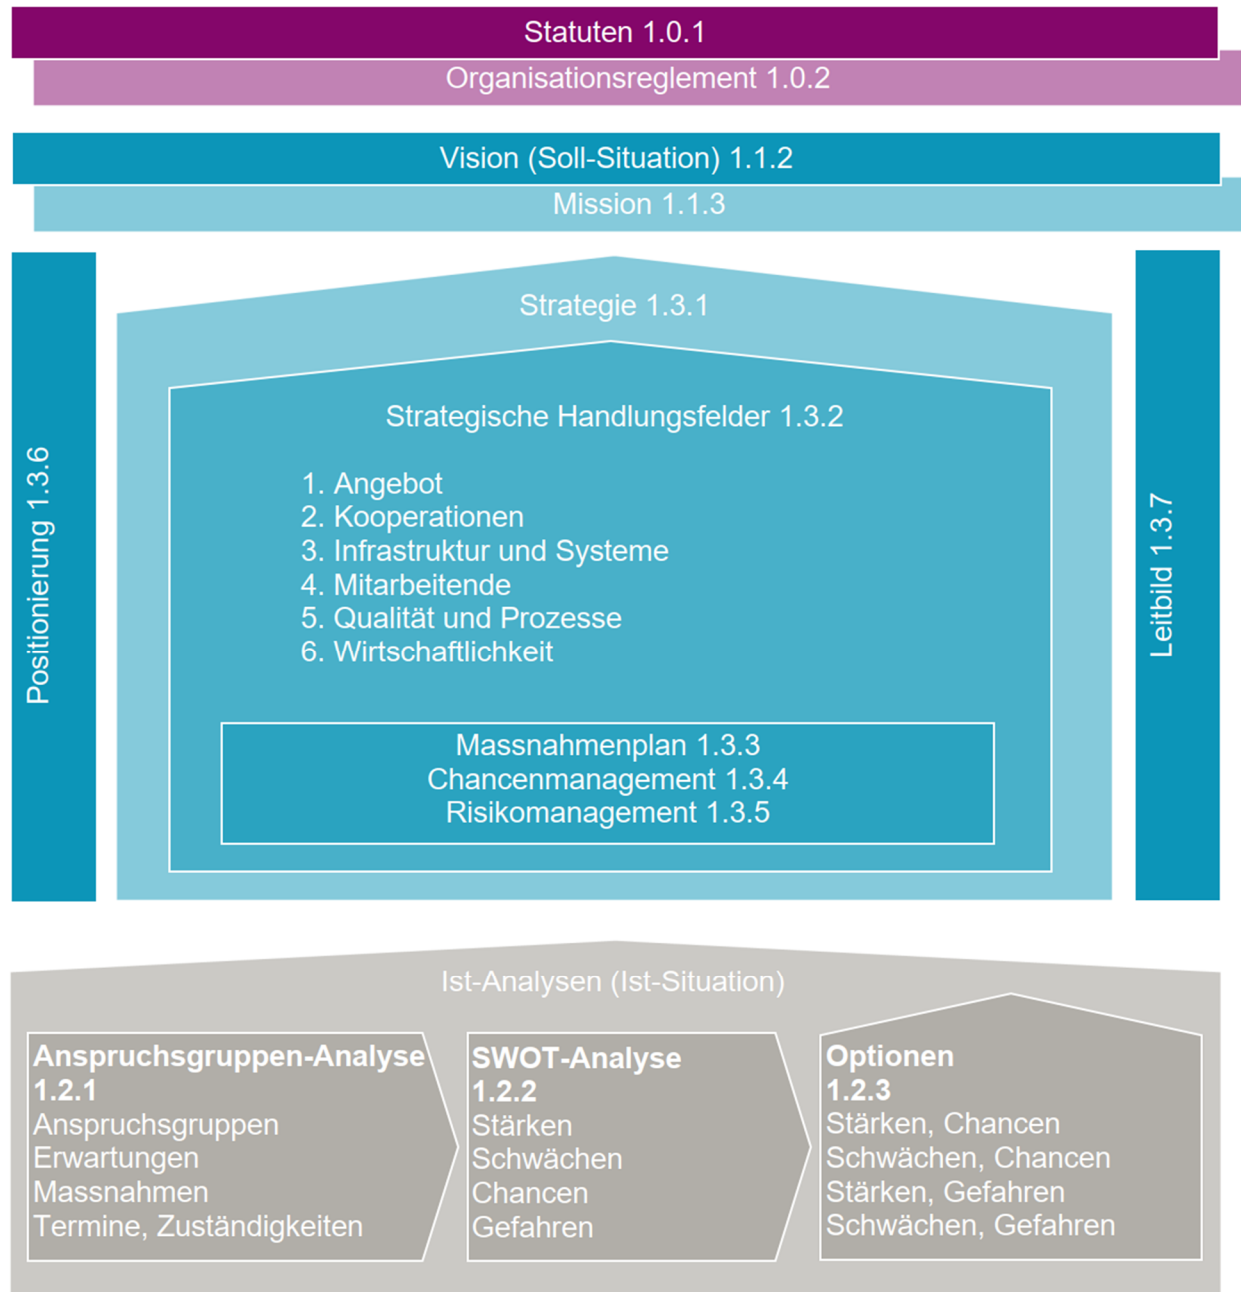 Statuten 1.0.1
Organisationsreglement 1.0.2
Vision (Soll-Situation) 1.1.2
Mission 1.1.3
Positionierung 1.3.6
Strategie 1.3.1
Strategische Handlungsfelder 1.3.2
1. Angebot
2. Kooperationen
3. Infrastruktur und Systeme
4. Mitarbeitende
5. Qualität und Prozesse
6. Wirtschaftlichkeit
Massnahmenplan 1.3.3
Chancenmanagement 1.3.4
Risikomanagement 1.3.5
Leitbild 1.3.7
Ist-Analysen (Ist-Situation)
Anspruchsgruppen-Analyse
1.2.1
Anspruchsgruppen
Erwartungen
Massnahmen
Termine, Zuständigkeiten
SWOT-Analyse
1.2.2
Stärken
Schwächen
Chancen
Gefahren
Optionen
1.2.3
Stärken, Chancen
Schwächen, Chancen
Stärken, Gefahren
Schwächen, Gefahren